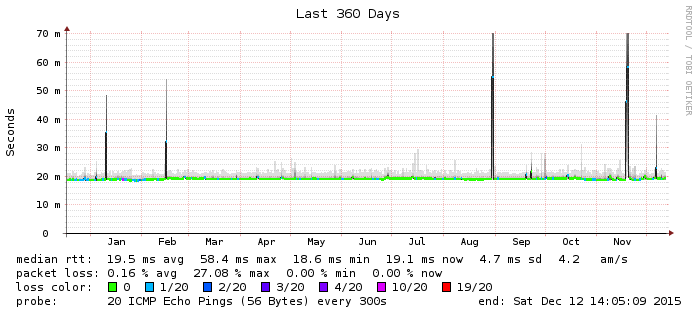 Last 360 Days
RRDTOOL / TOBI OETIKER
Seconds
70 m
60 m
50 m
40 m
30 m
20 m
10 m
0
Jan Feb Mar Apr May Jun Jul Aug Sep Oct Nov
median rtt: 19.5 ms avg 58.4 ms max 18.6 ms min 19.1 ms now 4.7 ms sd 4.2 am/s
packet loss: 0.16 % avg 27.08 % max 0.00 % min 0.00 % now
loss color: 0 1/20 2/20 3/20 4/20 10/20 19/20
probe: 20 ICMP Echo Pings (56 Bytes) every 300s end: Sat Dec 12 14:05:09 2015